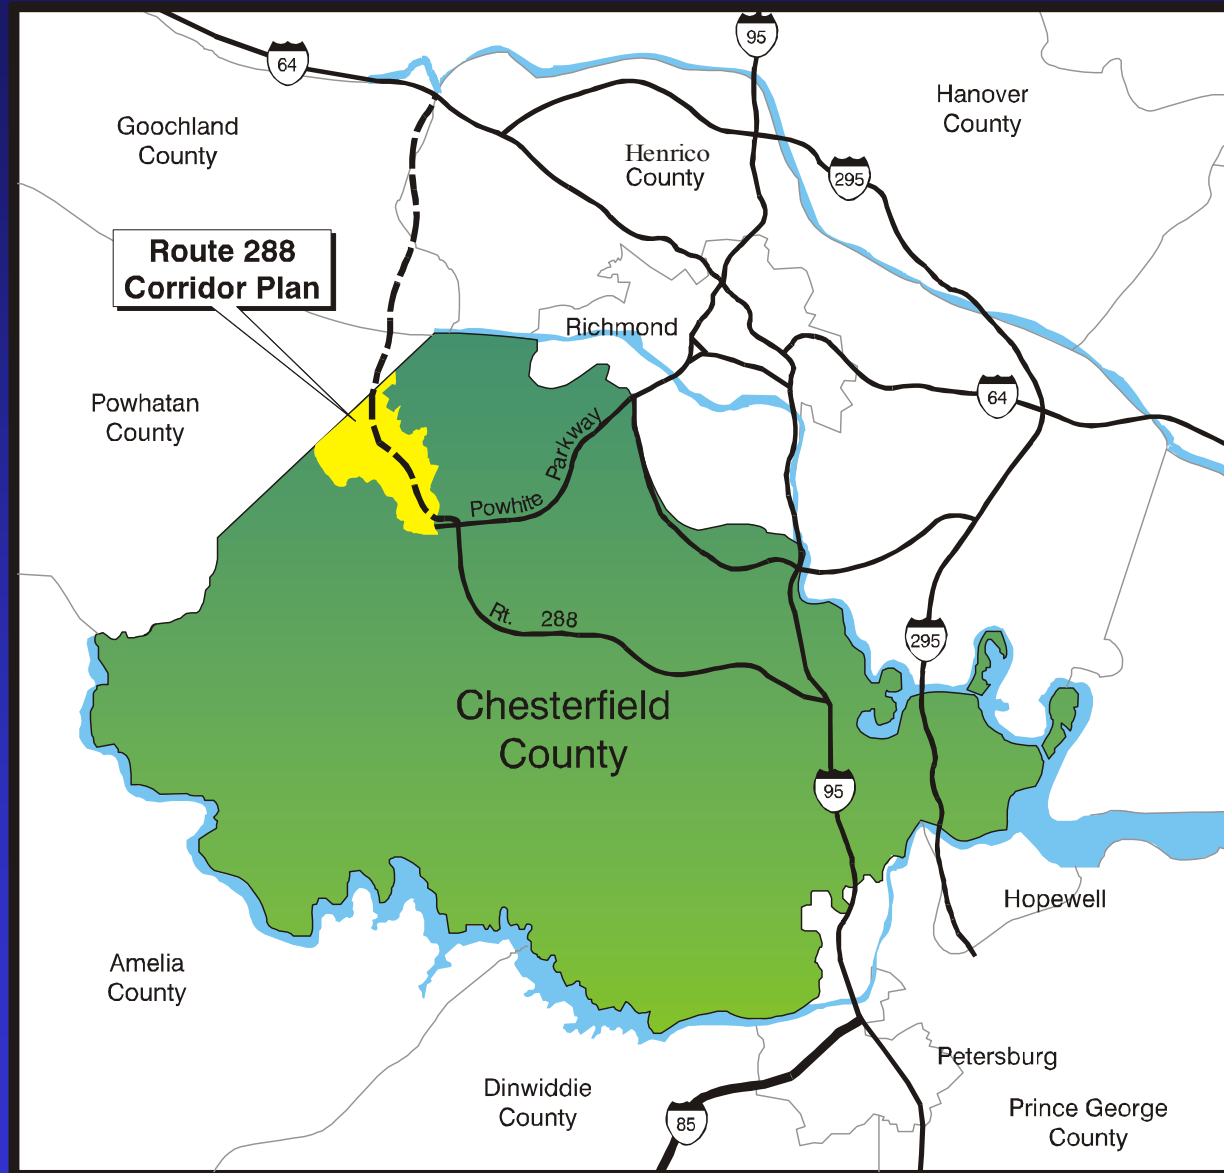 95
64
Hanover
County
Goochland
County
Henrico
County
295
Route 288
Corridor Plan
Richmond
64
Powhatan
County
Powhite Parkway
Rt. 288
295
Chesterfield
County
95
Hopewell
Amelia
County
Petersburg
Dinwiddie
County
Prince George
County
85